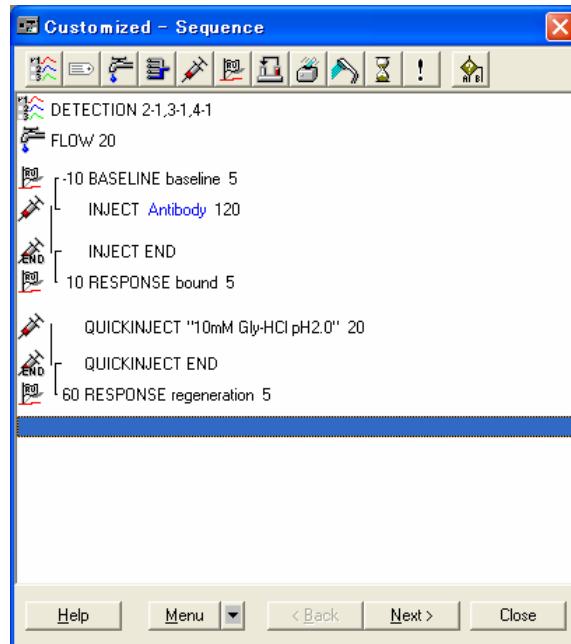 Customized - Sequence
DETECTION 2-1,3-1,4-1
FLOW 20
-10 BASELINE baseline 5
INJECT Antibody 120
END
INJECT END
10 RESPONSE bound 5
QUICKINJECT "10mM Gly-HCl pH2.0" 20
END
QUICKINJECT END
60 RESPONSE regeneration 5
Help Menu < Back Next > Close